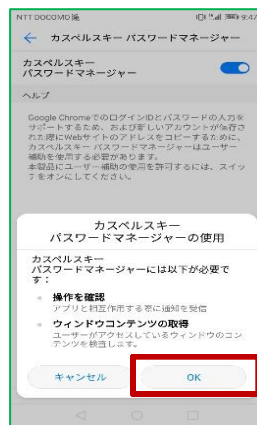 NTT DOCOMO 9:47
← カスペルスキー パスワードマネージャー
カスペルスキー
パスワードマネージャー
ヘルプ
Google ChromeでのログインIDとパスワードの入力を
サポートするため、および新しいアカウントが保存さ
れた際にWebサイトのアドレスをコピーするために、
カスペルスキー パスワードマネージャーはユーザー
補助を使用する必要があります。
本製品にユーザー補助の使用を許可するには、スイッ
チをオンにしてください。
カスペルスキー
パスワードマネージャーの使用
カスペルスキー
パスワードマネージャーには以下が必要で
す：
操作を確認
アプリと相互作用する際に通知を受信
ウィンドウコンテンツの取得
ユーザーがアクセスしているウィンドウのコン
テンツを検査します。
キャンセル
OK